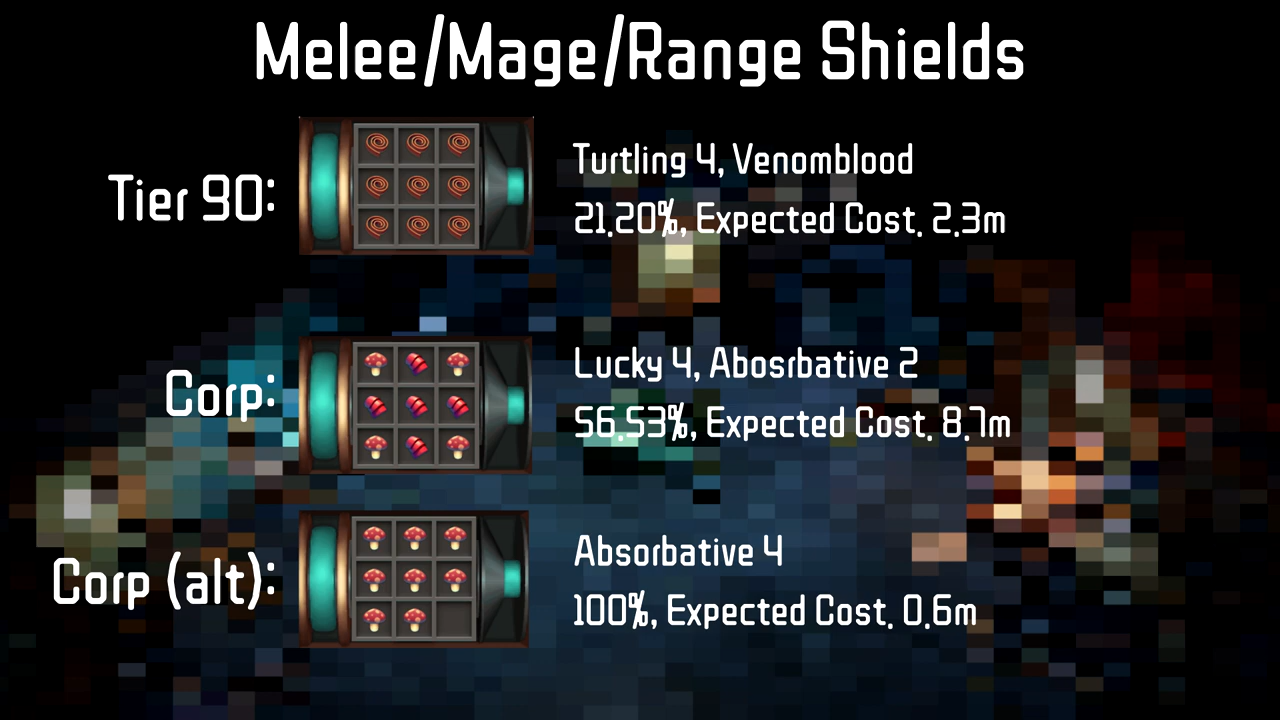 Melee/Mage/Range Shields
Tier 90:
Turtling 4, Venomblood
21.20%, Expected Cost. 2.3m
Corp:
Lucky 4, Abosrbative 2
56.53%, Expected Cost. 8.7m
Corp (alt):
Absorbative 4
100%, Expected Cost. 0.6m